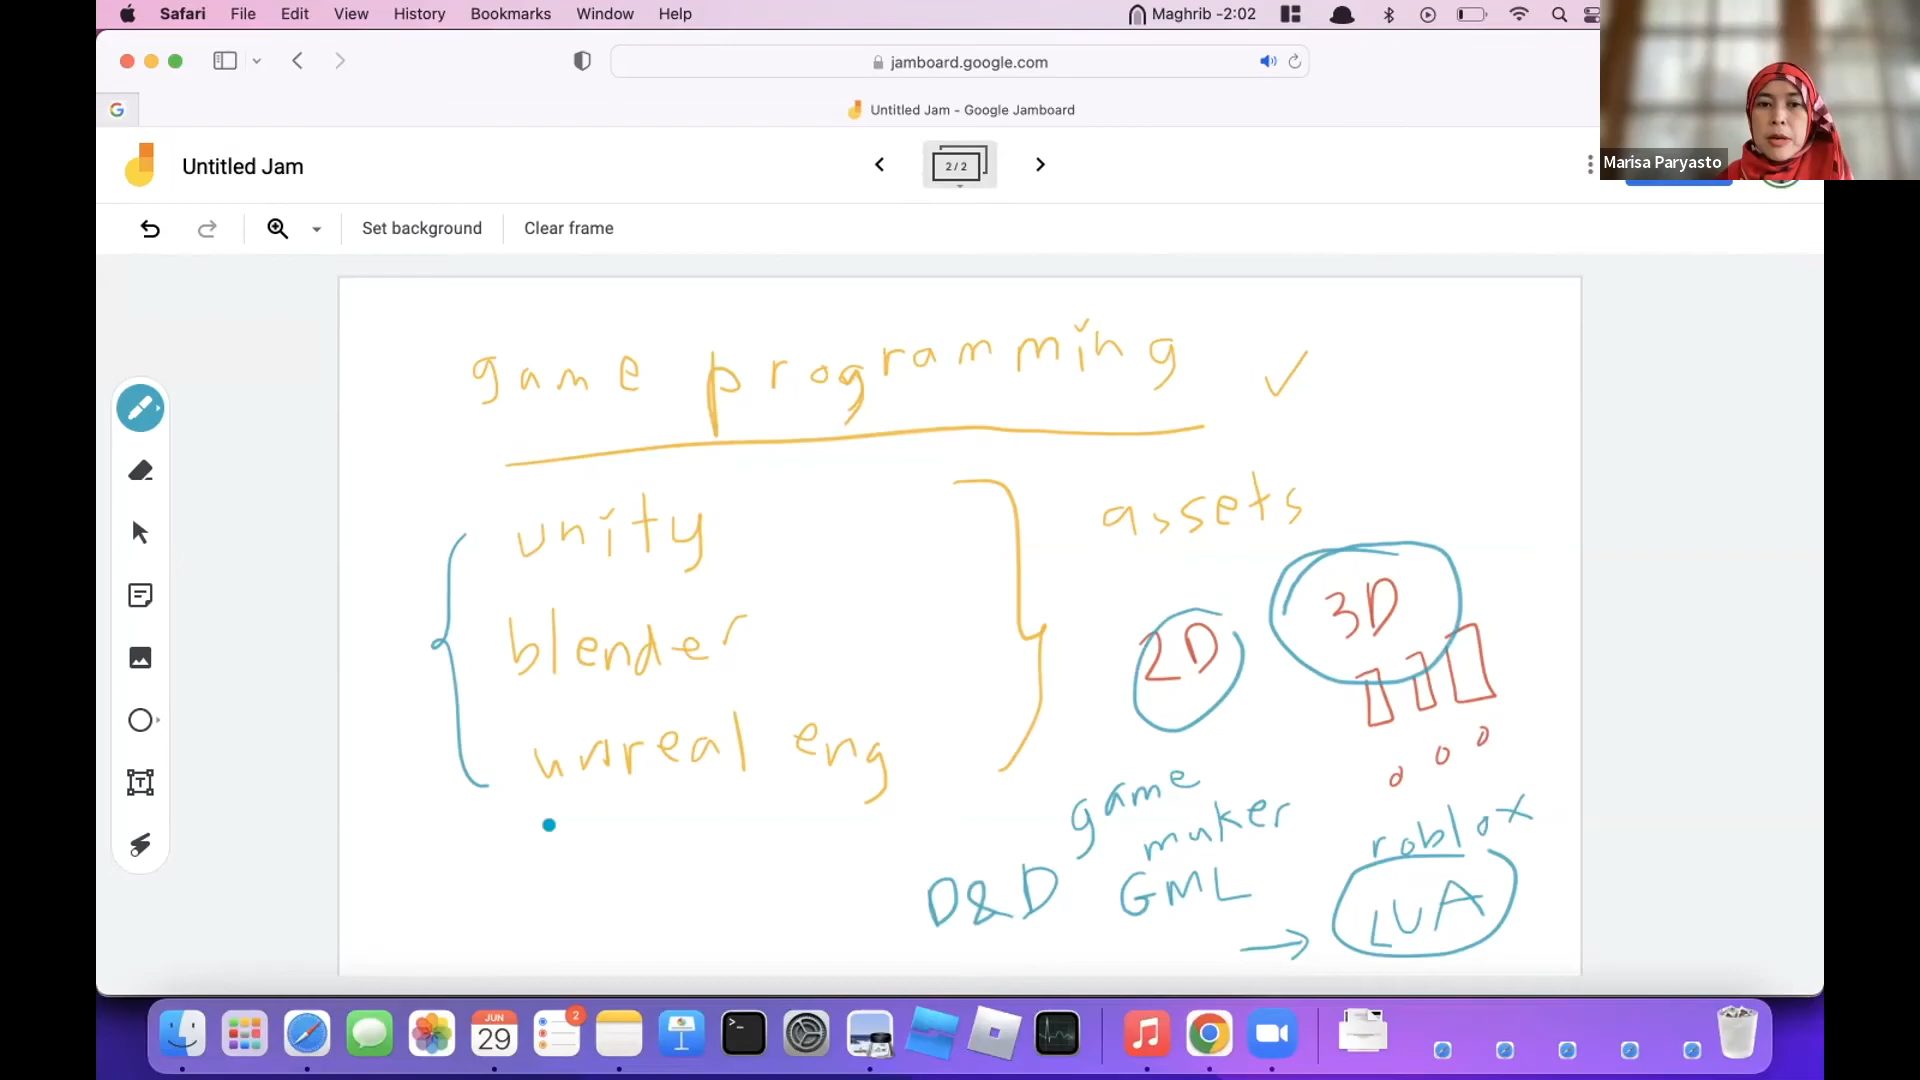 Safari File Edit View History Bookmarks Window Help Maghrib -2:02
jamboard.google.com
G Untitled Jam - Google Jamboard
Untitled Jam
2 / 2
Marisa Paryasto
Set background Clear frame
game programming
unity
assets
blender
2D
3D
unreal eng
game
maker
roblox
D&D
GML
LUA
JUN
29
2